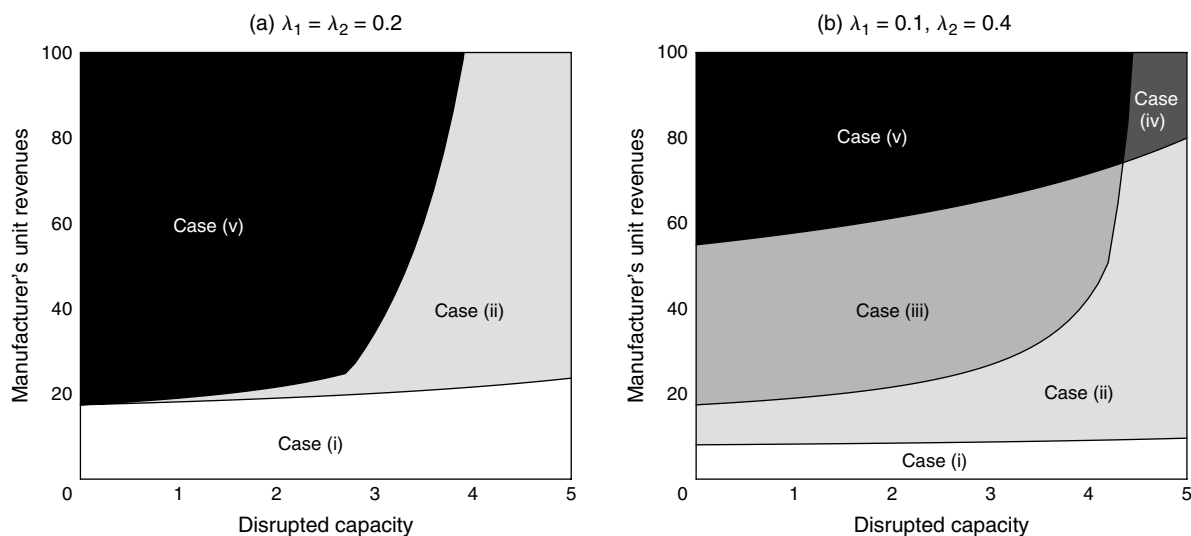 (a) λ1 = λ2 = 0.2
Manufacturer's unit revenues
100
80
60
40
20
0
Case (v)
Case (ii)
Case (i)
1 2 3 4 5
Disrupted capacity
(b) λ1 = 0.1, λ2 = 0.4
Manufacturer's unit revenues
100
80
60
40
20
0
Case
(iv)
Case (v)
Case (iii)
Case (ii)
Case (i)
1 2 3 4 5
Disrupted capacity